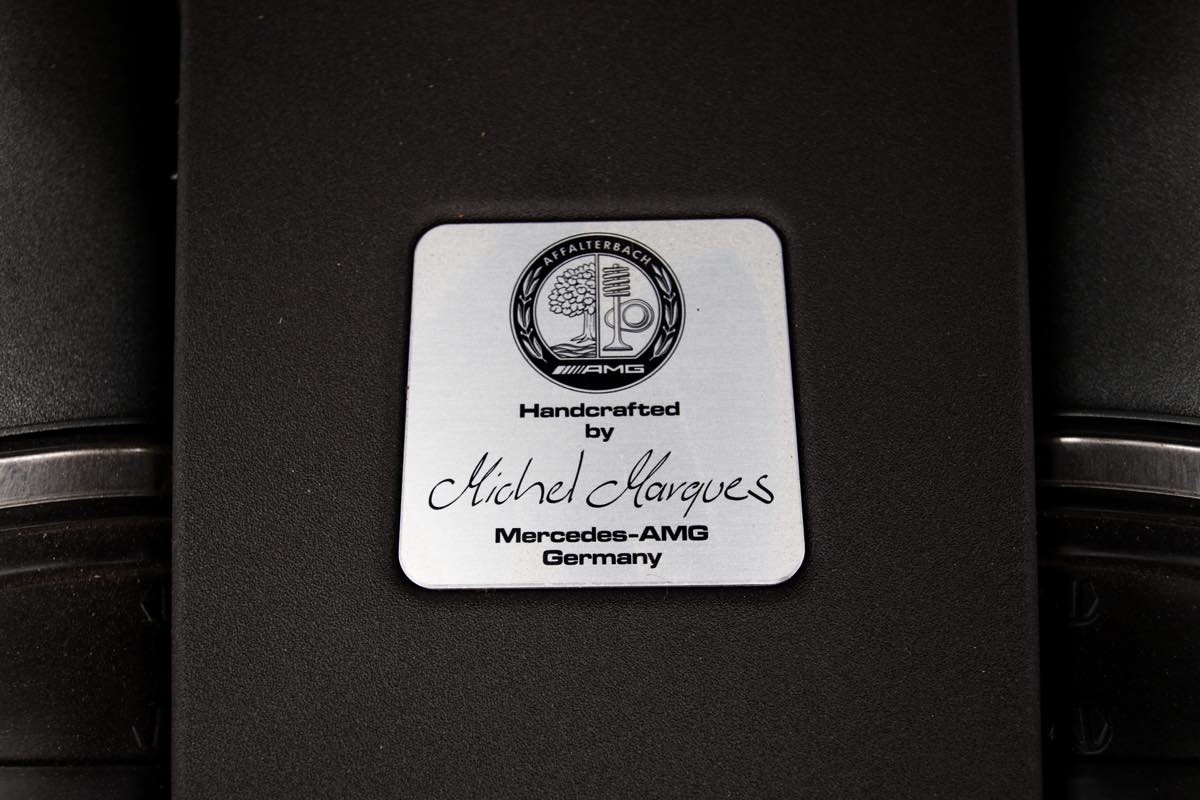 AFFALTERBACH
AMG
Handcrafted
by
Michel Marques
Mercedes-AMG
Germany